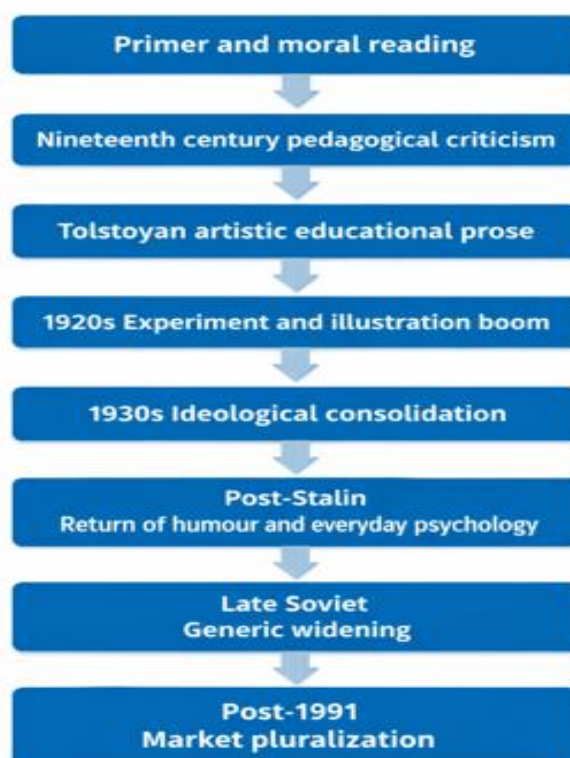 Primer and moral reading
Nineteenth century pedagogical criticism
Tolstoyan artistic educational prose
1920s Experiment and illustration boom
1930s Ideological consolidation
Post-Stalin
Return of humour and everyday psychology
Late Soviet
Generic widening
Post-1991
Market pluralization